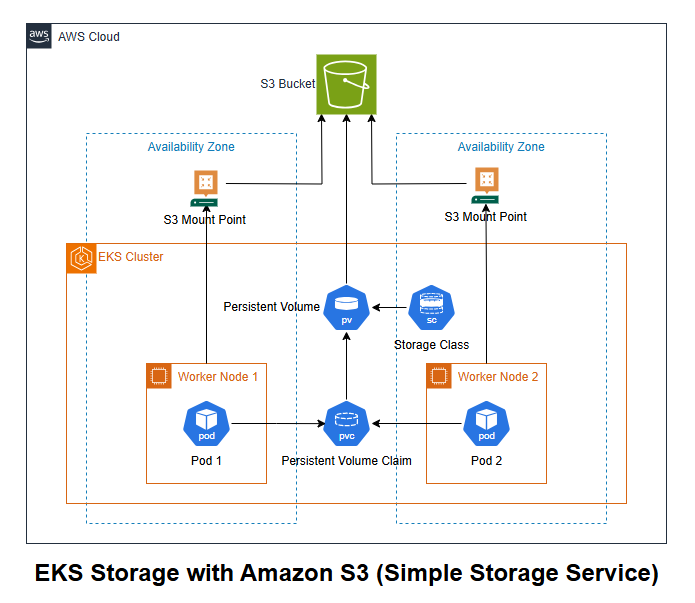 aws
AWS Cloud
S3 Bucket
Availability Zone
Availability Zone
S3 Mount Point
S3 Mount Point
K
EKS Cluster
Persistent Volume
pv
sc
Storage Class
Worker Node 1
Worker Node 2
pod
pvc
pod
Pod 1
Persistent Volume Claim
Pod 2
EKS Storage with Amazon S3 (Simple Storage Service)